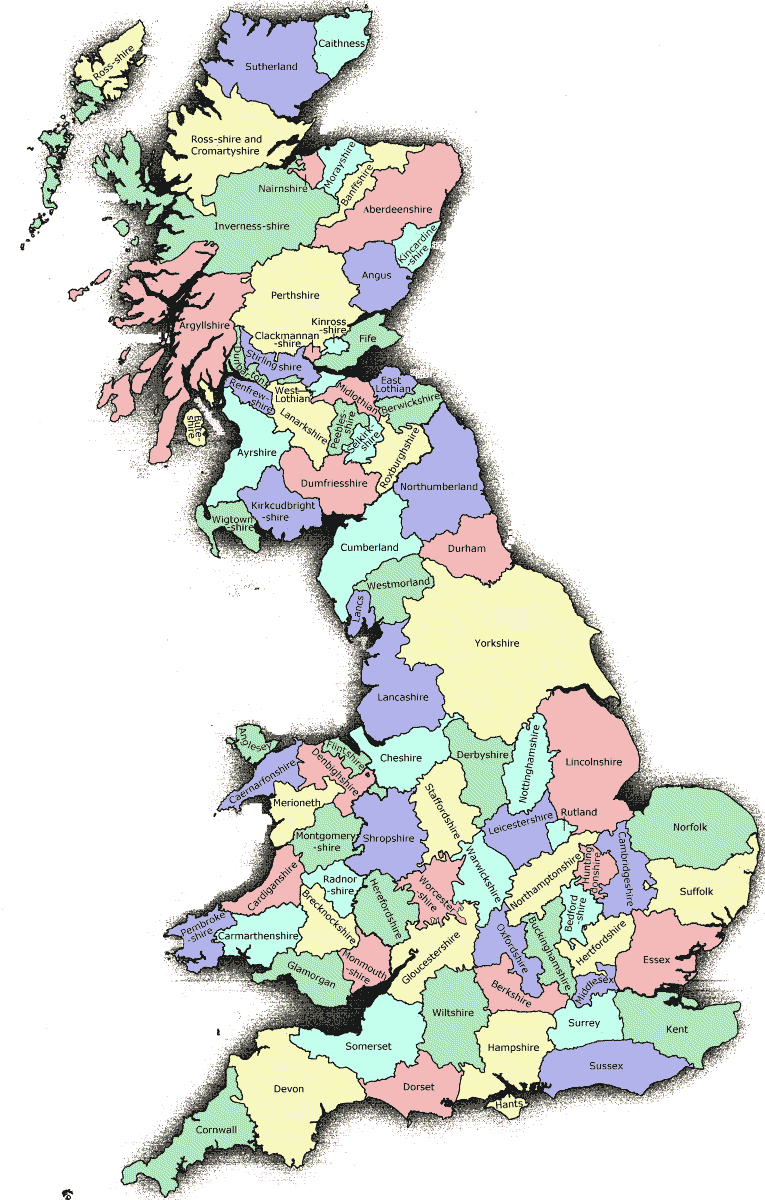 Ross-shire
Caithness
Sutherland
Ross-shire and
Cromartyshire
Morayshire
Nairnshire
Banffshire
Aberdeenshire
Inverness-shire
Kincardine
-shire
Angus
Perthshire
Argyllshire
Kinross
-shire
Clackmannan
-shire
Fife
Stirlingshire
Dunbarton
Renfrew-
-shire
West
Lothian
Midlothian
East
Lothian
Berwickshire
Bute-
shire
Lanarkshire
Peebles-
shire
Selkirk-
shire
Roxburghshire
Ayrshire
Dumfriesshire
Northumberland
Kirkcudbright
-shire
Wigtown
-shire
Cumberland
Durham
Westmorland
Lancs
Yorkshire
Lancashire
Anglesey
Flintshire
Denbighshire
Caernarfonshire
Cheshire
Derbyshire
Nottinghamshire
Lincolnshire
Merioneth
Staffordshire
Rutland
Leicestershire
Norfolk
Montgomery
-shire
Shropshire
Cambridgeshire
Hunting
donshire
Northamptonshire
Warwickshire
Suffolk
Cardiganshire
Radnor
-shire
Herefordshire
Worcester
-shire
Bedford
-shire
Brecknockshire
Pembroke
-shire
Carmarthenshire
Gloucestershire
Oxfordshire
Buckinghamshire
Hertfordshire
Essex
Glamorgan
Monmouth
-shire
Middlesex
Berkshire
Wiltshire
Surrey
Kent
Somerset
Hampshire
Sussex
Devon
Dorset
Hants
Cornwall